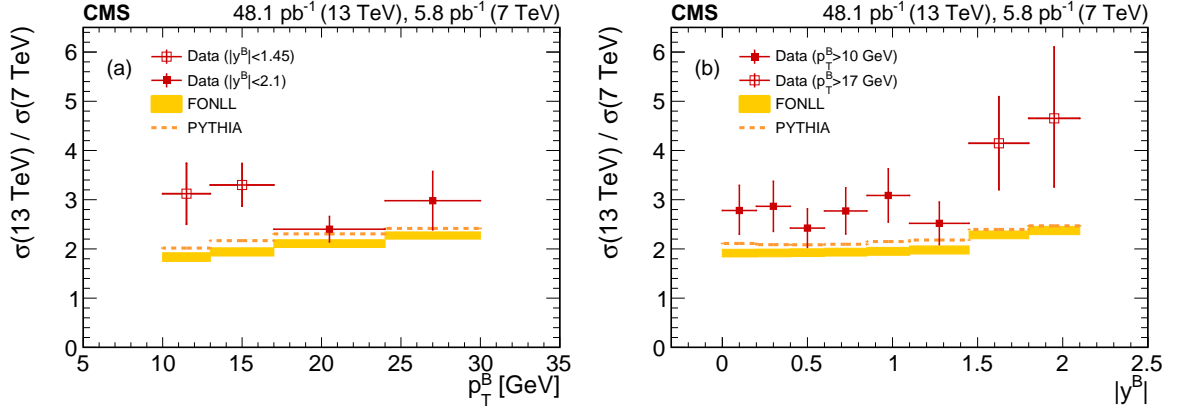 CMS 48.1 pb⁻¹ (13 TeV), 5.8 pb⁻¹ (7 TeV)
σ(13 TeV) / σ(7 TeV)
(a)
Data (|y^B|<1.45)
Data (|y^B|<2.1)
FONLL
PYTHIA
6
5
4
3
2
1
0
5 10 15 20 25 30 35
p_T^B [GeV]
CMS 48.1 pb⁻¹ (13 TeV), 5.8 pb⁻¹ (7 TeV)
σ(13 TeV) / σ(7 TeV)
(b)
Data (p_T^B>10 GeV)
Data (p_T^B>17 GeV)
FONLL
PYTHIA
6
5
4
3
2
1
0
0 0.5 1 1.5 2 2.5
|y^B|